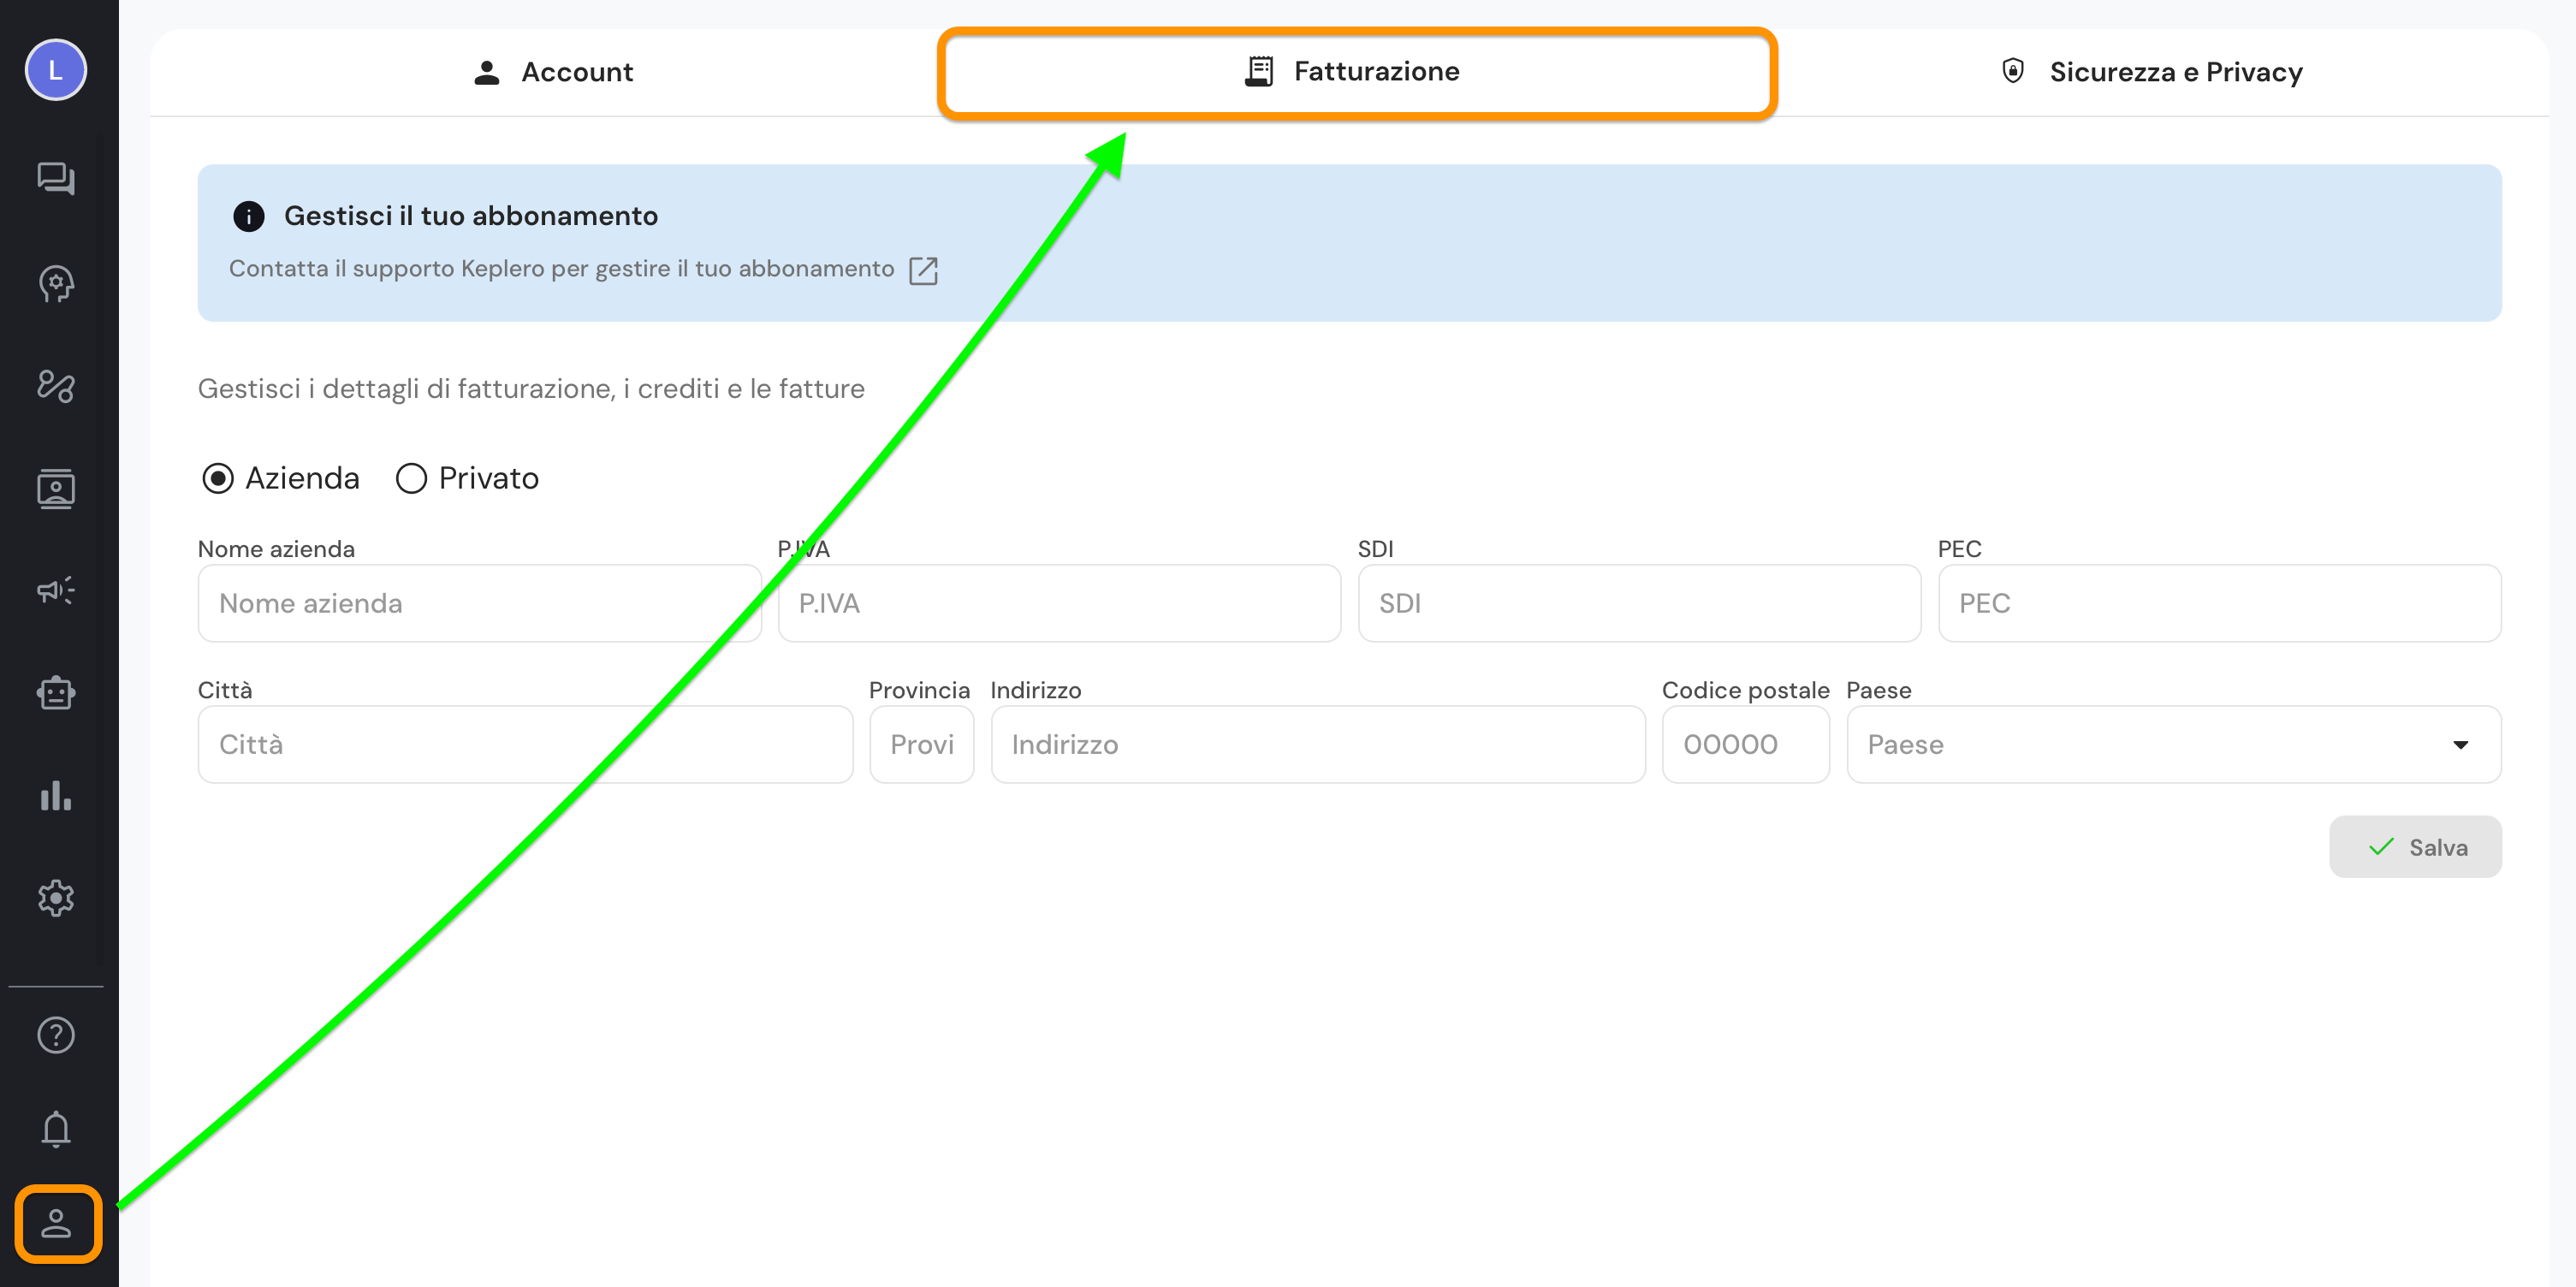 L
Account
Fatturazione
Sicurezza e Privacy
Gestisci il tuo abbonamento
Contatta il supporto Keplero per gestire il tuo abbonamento
Gestisci i dettagli di fatturazione, i crediti e le fatture
Azienda Privato
Nome azienda P.IVA SDI PEC
Nome azienda P.IVA SDI PEC
Città Provincia Indirizzo Codice postale Paese
Città Provi Indirizzo 00000 Paese
Salva